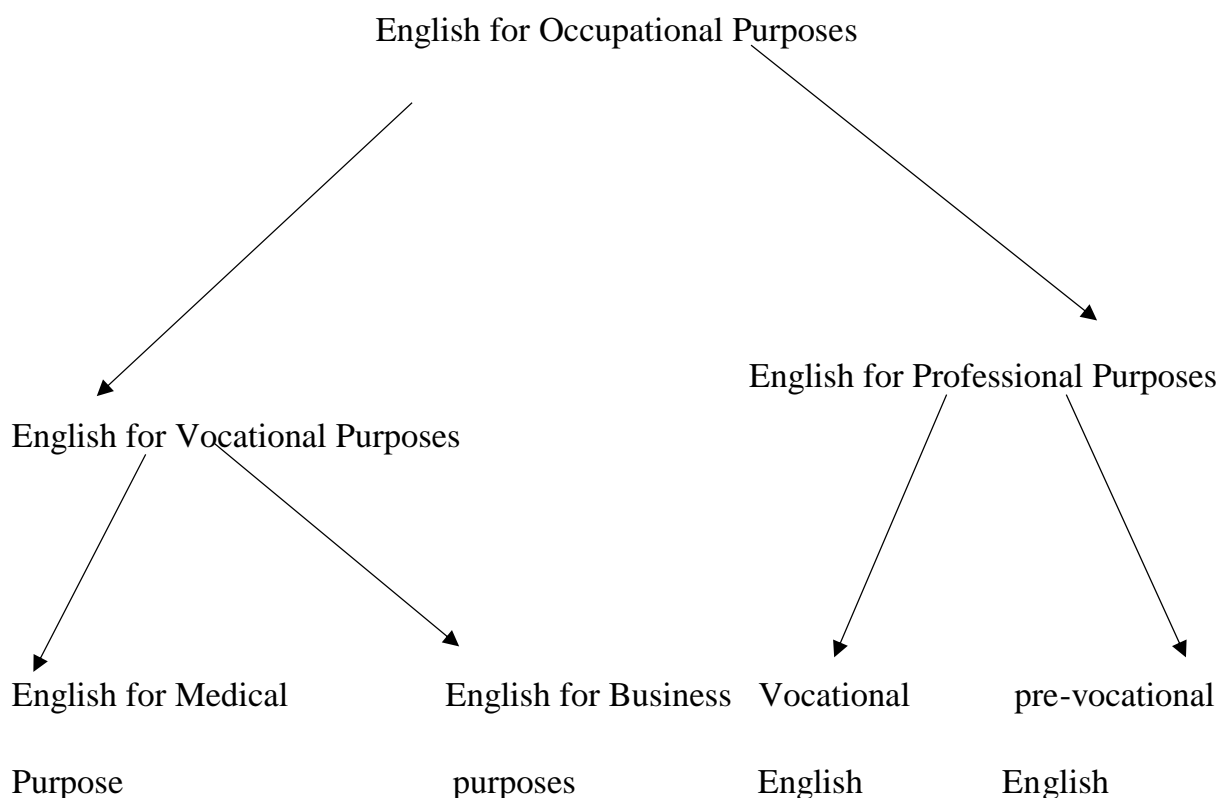 English for Occupational Purposes
English for Professional Purposes
English for Vocational Purposes
English for Medical English for Business Vocational pre-vocational
Purpose purposes English English